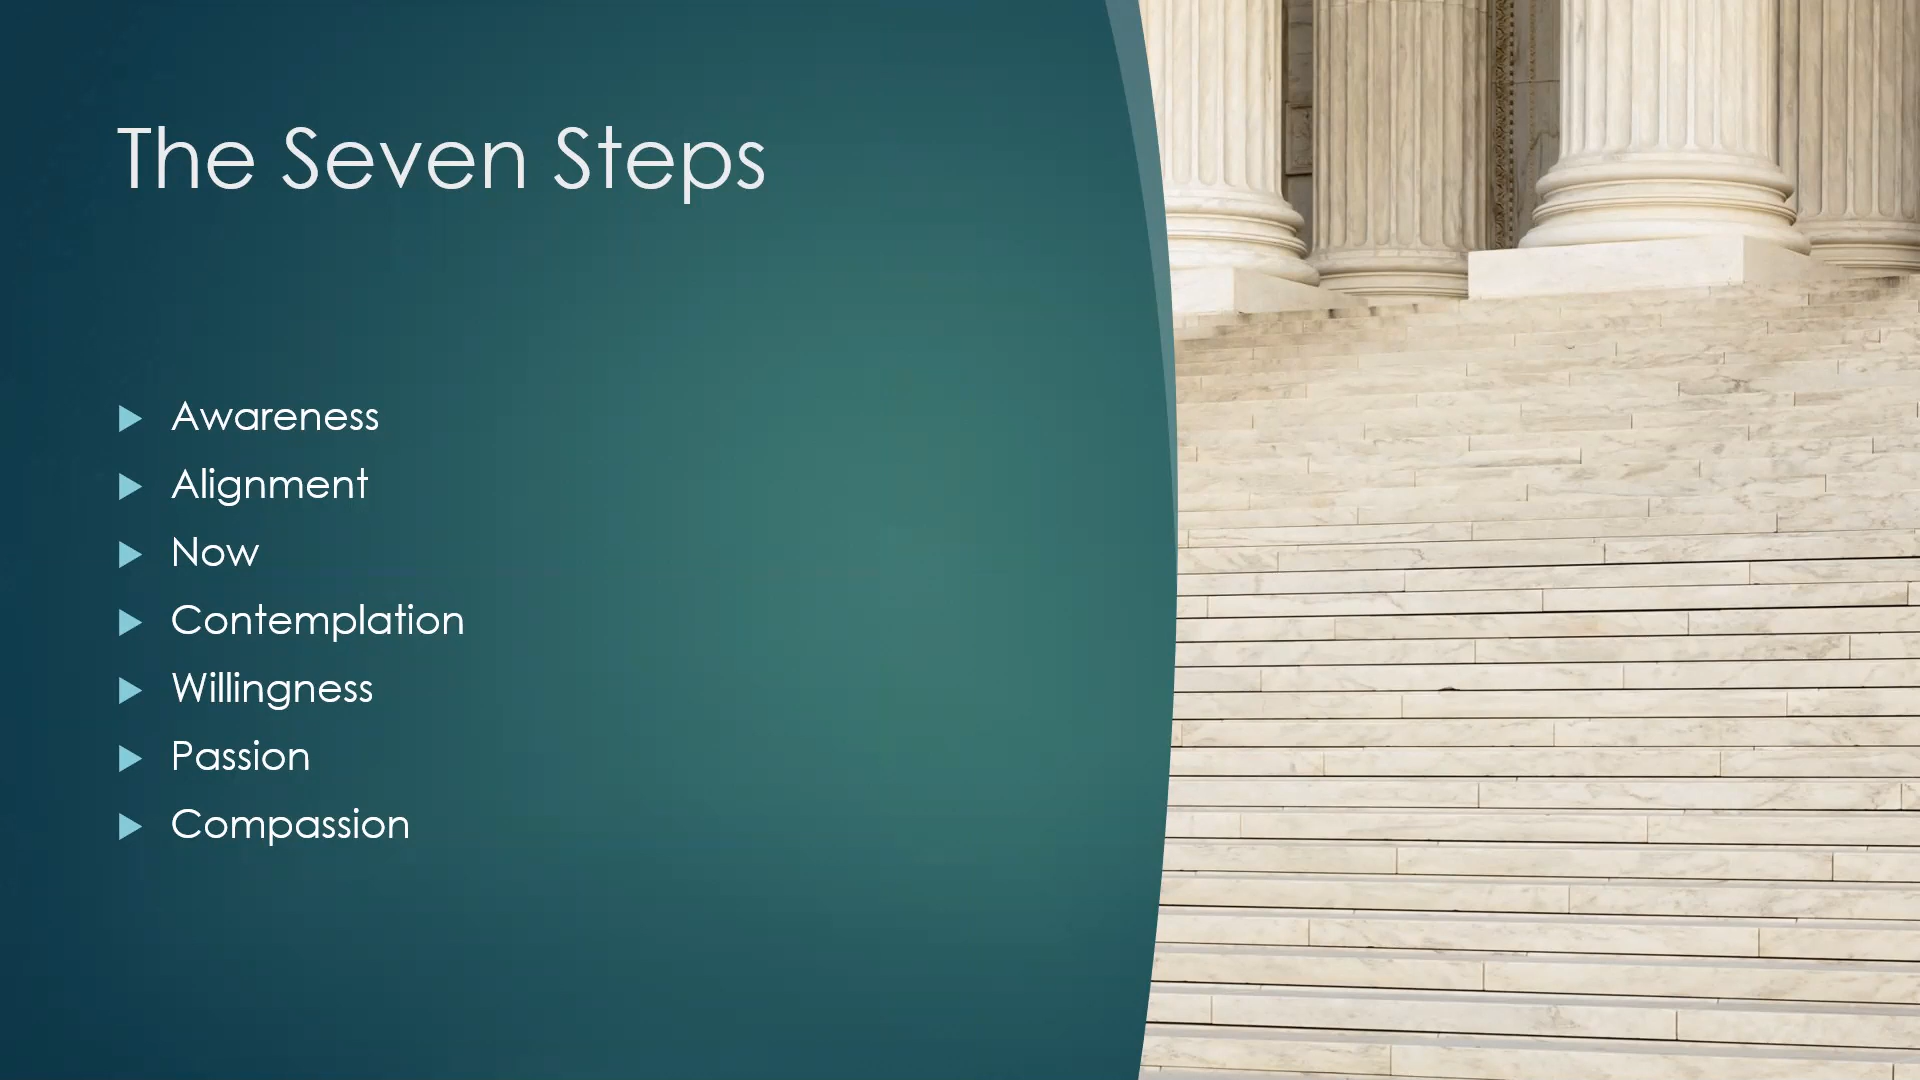 The Seven Steps
Awareness
Alignment
Now
Contemplation
Willingness
Passion
Compassion